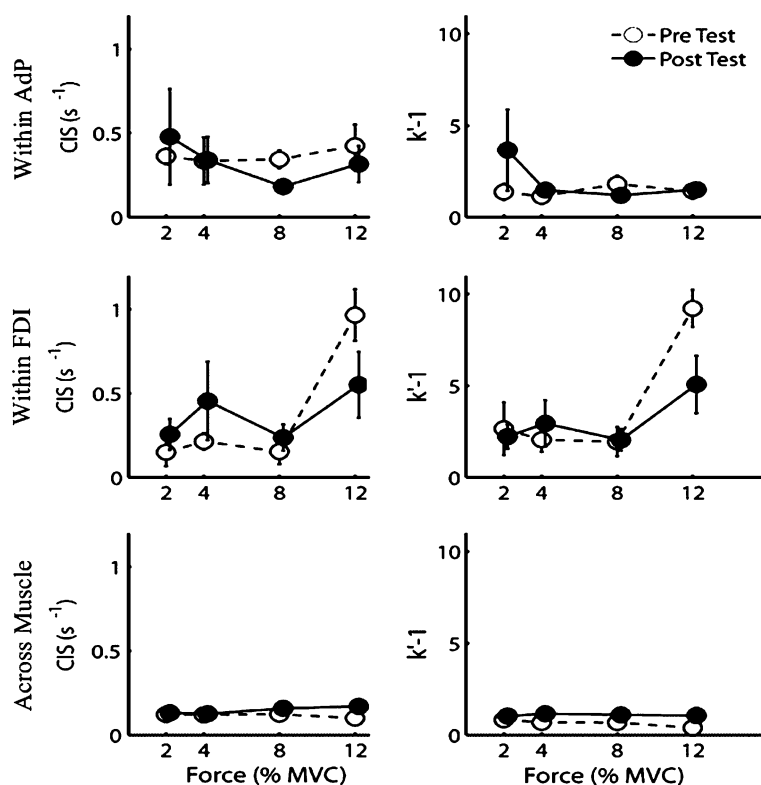 Within AdP
CIS (s -1)
1
0.5
0
2 4 8 12
k'-1
10
5
0
2 4 8 12
Pre Test
Post Test
Within FDI
CIS (s -1)
1
0.5
0
2 4 8 12
k'-1
10
5
0
2 4 8 12
Across Muscle
CIS (s -1)
1
0.5
0
2 4 8 12
Force (% MVC)
k'-1
10
5
0
2 4 8 12
Force (% MVC)